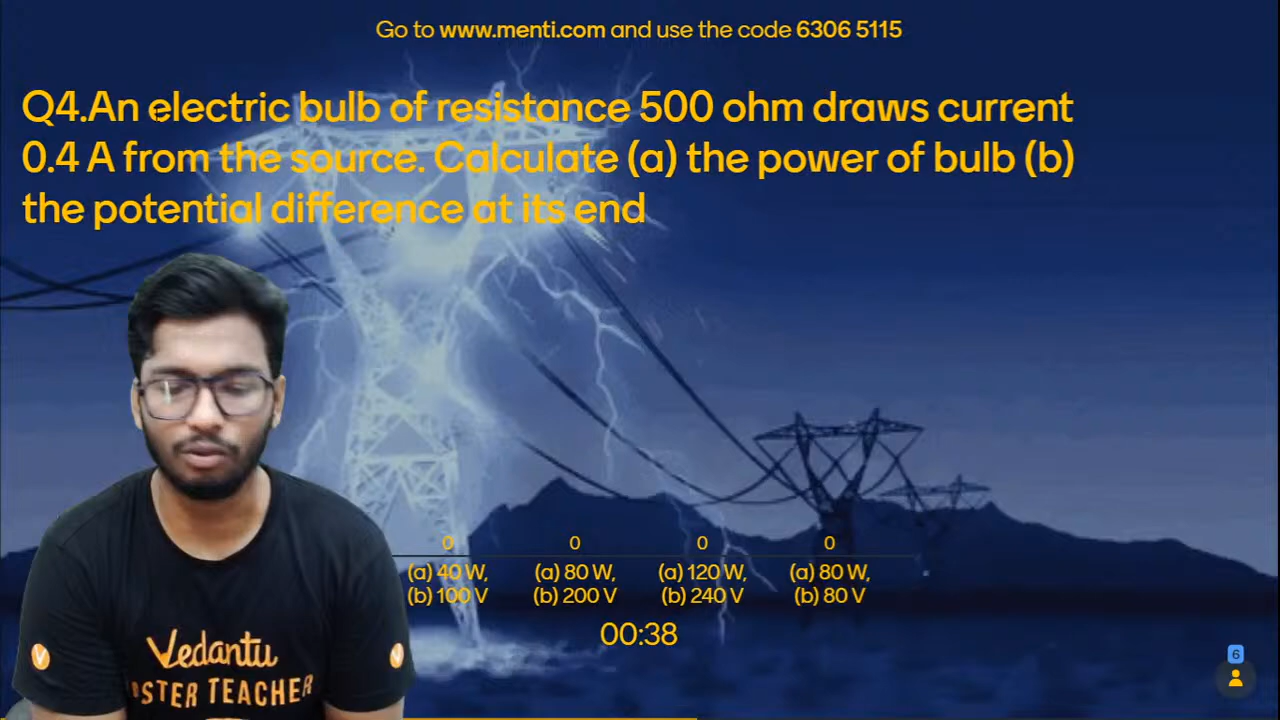 Go to www.menti.com and use the code 6306 5115
Q4.An electric bulb of resistance 500 ohm draws current
0.4 A from the source. Calculate (a) the power of bulb (b)
the potential difference at its end
0 0 0 0
(a) 40 W, (a) 80 W, (a) 120 W, (a) 80 W,
(b) 100 V (b) 200 V (b) 240 V (b) 80 V
00:38
Vedantu
TEACHER
6